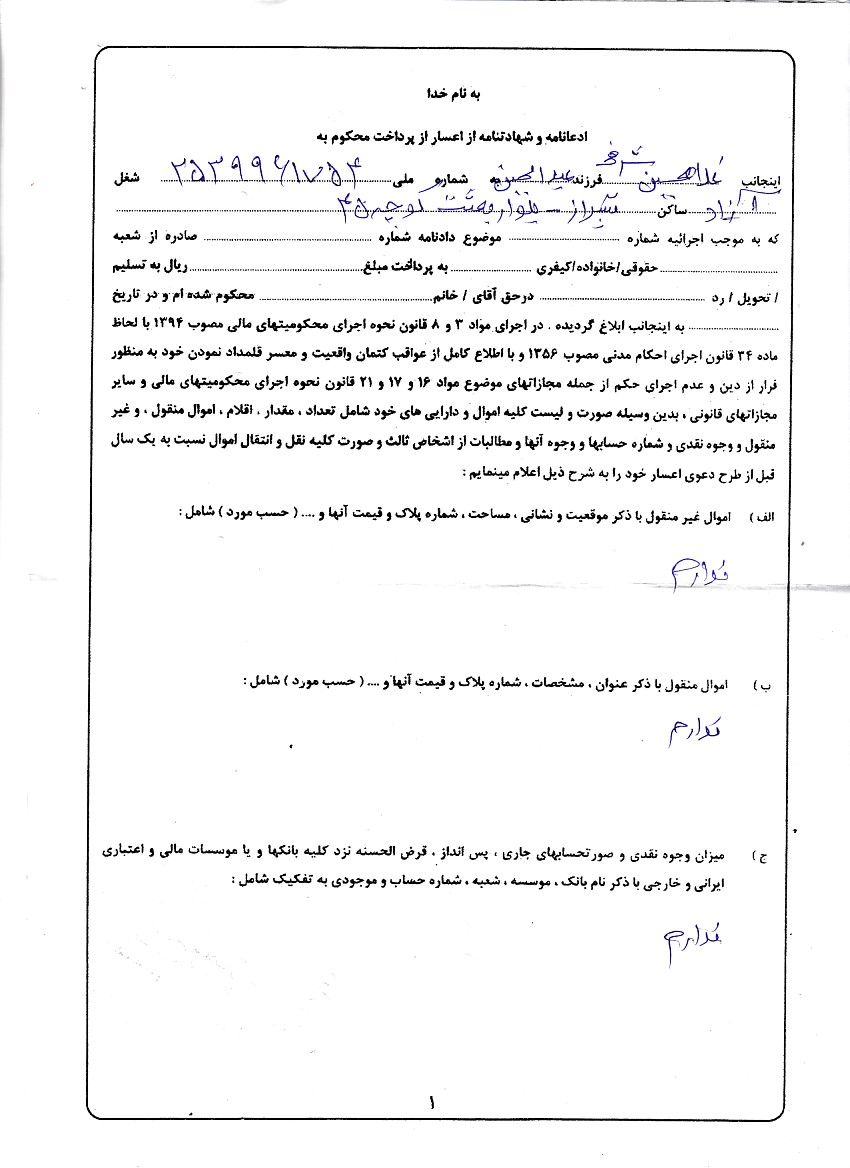 به نام خدا
ادعانامه و شهادتنامه از اعسار از پرداخت محکوم به
اینجانب غلامحسین شرفی فرزند عبدالحسن به شماره ملی ۲۵۳۹۹۶۱۷۵۴ شغل
آزاد ساکن شیراز - بلوار بعثت کوچه ۴۵
که به موجب اجرائیه شماره ........ موضوع دادنامه شماره ........ صادره از شعبه
........ حقوقی/خانواده/کیفری ........ به پرداخت مبلغ ........ ریال به تسلیم
/ تحویل / رد ........ درحق آقای / خانم ........ محکوم شده ام و در تاریخ
........ به اینجانب ابلاغ گردیده . در اجرای مواد ۳ و ۸ قانون نحوه اجرای محکومیتهای مالی مصوب ۱۳۹۴ با لحاظ
ماده ۳۴ قانون اجرای احکام مدنی مصوب ۱۳۵۶ و با اطلاع کامل از عواقب کتمان واقعیت و معسر قلمداد نمودن خود به منظور
فرار از دین و عدم اجرای حکم از جمله مجازاتهای موضوع مواد ۱۶ و ۱۷ و ۲۱ قانون نحوه اجرای محکومیتهای مالی و سایر
مجازاتهای قانونی ، بدین وسیله صورت و لیست کلیه اموال و دارایی های خود شامل تعداد ، مقدار . اقلام ، اموال منقول ، و غیر
منقول و وجوه نقدی و شماره حسابها و وجوه آنها و مطالبات از اشخاص ثالث و صورت کلیه نقل و انتقال اموال نسبت به یک سال
قبل از طرح دعوی اعسار خود را به شرح ذیل اعلام مینمایم :
الف ) اموال غیر منقول با ذکر موقعیت و نشانی ، مساحت ، شماره پلاک و قیمت آنها و .... ( حسب مورد ) شامل :
ندارم
ب ) اموال منقول با ذکر عنوان ، مشخصات ، شماره پلاک و قیمت آنها و .... ( حسب مورد ) شامل :
ندارم
ج ) میزان وجوه نقدی و صورتحسابهای جاری ، پس انداز ، قرض الحسنه نزد کلیه بانکها و یا موسسات مالی و اعتباری
ایرانی و خارجی با ذکر نام بانک ، موسسه ، شعبه ، شماره حساب و موجودی به تفکیک شامل :
ندارم
۱